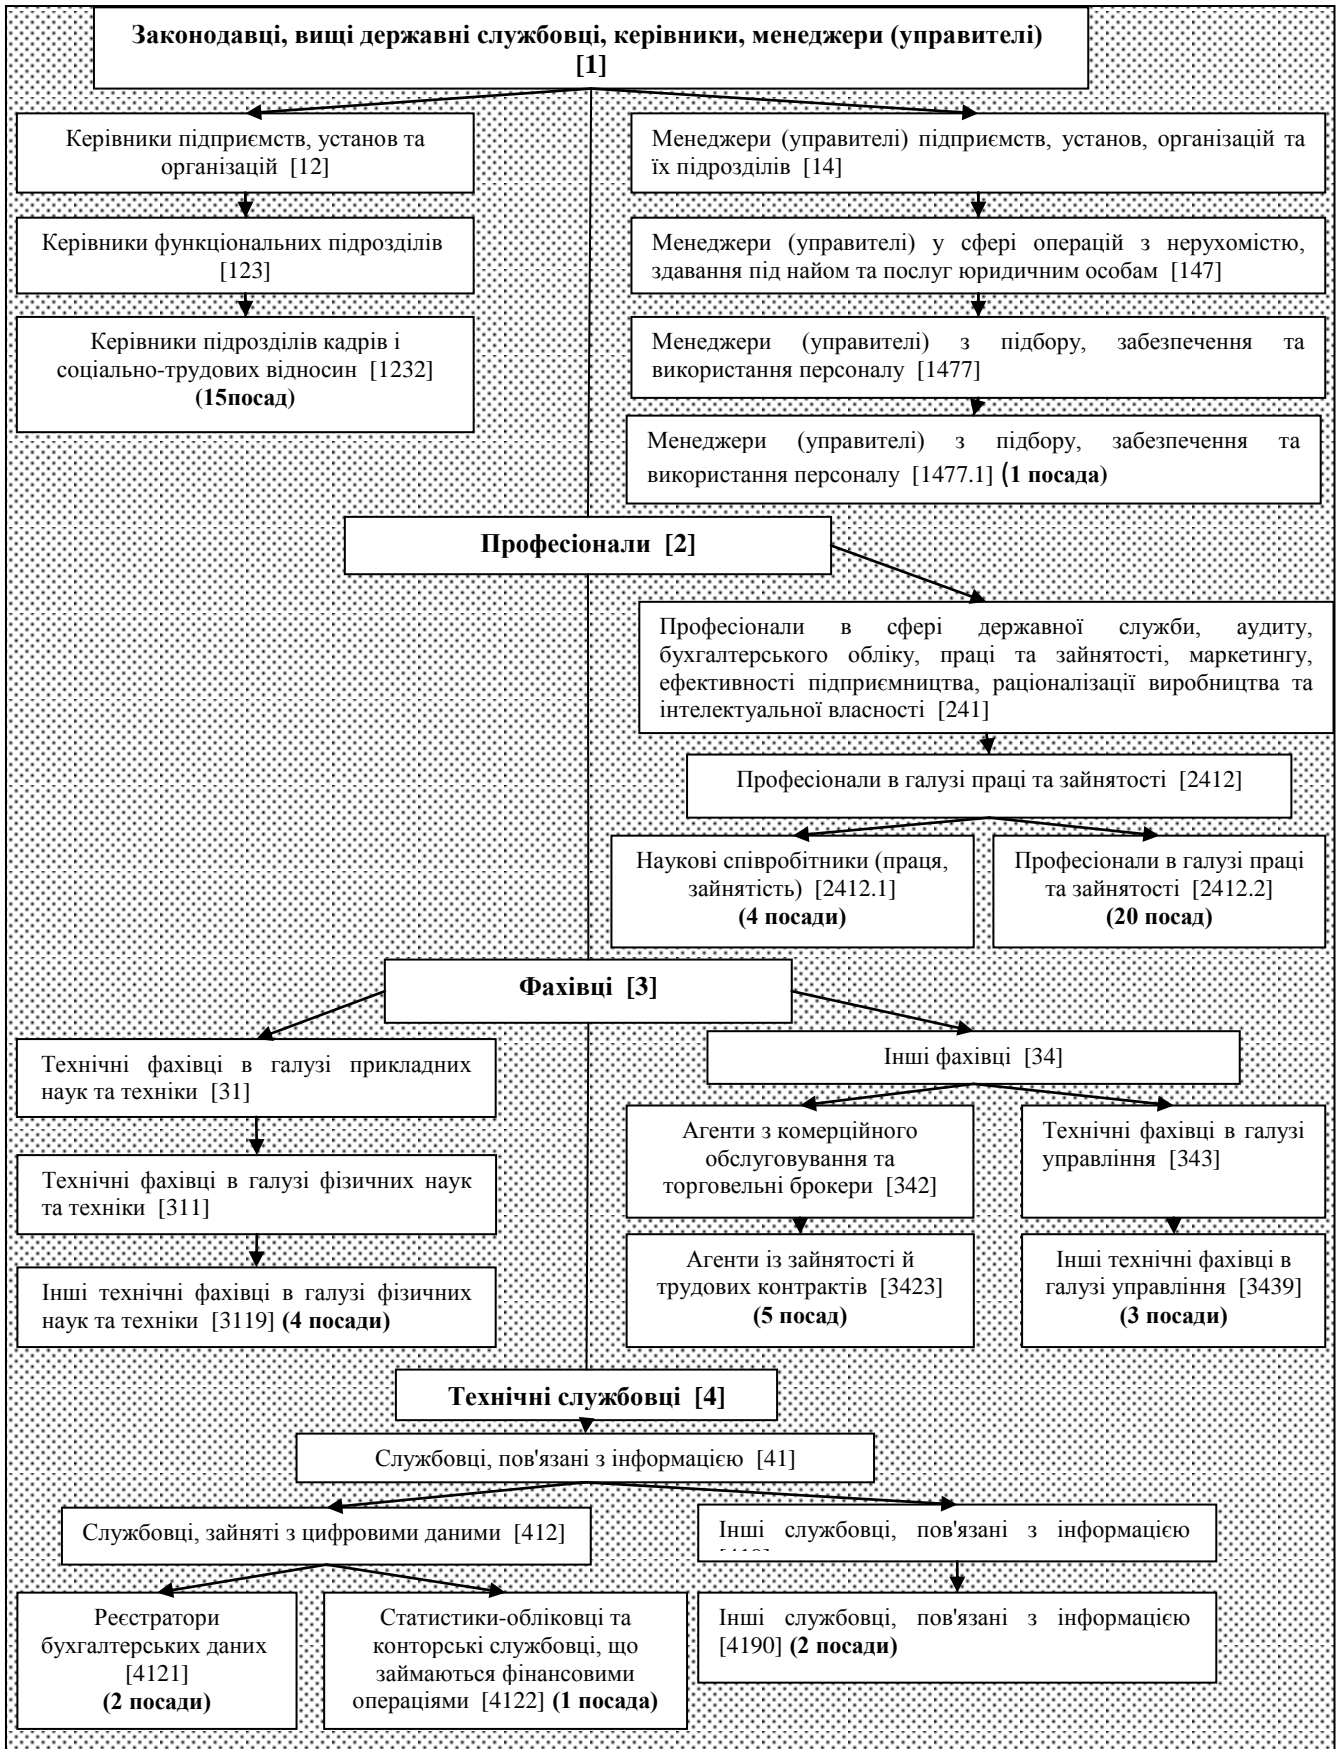 Законодавці, вищі державні службовці, керівники, менеджери (управителі)
[1]
Керівники підприємств, установ та
організацій [12]
Менеджери (управителі) підприємств, установ, організацій та
їх підрозділів [14]
Керівники функціональних підрозділів
[123]
Менеджери (управителі) у сфері операцій з нерухомістю,
здавання під найом та послуг юридичним особам [147]
Керівники підрозділів кадрів і
соціально-трудових відносин [1232]
(15посад)
Менеджери (управителі) з підбору, забезпечення та
використання персоналу [1477]
Менеджери (управителі) з підбору, забезпечення та
використання персоналу [1477.1] (1 посада)
Професіонали [2]
Професіонали в сфері державної служби, аудиту,
бухгалтерського обліку, праці та зайнятості, маркетингу,
ефективності підприємництва, раціоналізації виробництва та
інтелектуальної власності [241]
Професіонали в галузі праці та зайнятості [2412]
Наукові співробітники (праця,
зайнятість) [2412.1]
(4 посади)
Професіонали в галузі праці
та зайнятості [2412.2]
(20 посад)
Фахівці [3]
Технічні фахівці в галузі прикладних
наук та техніки [31]
Інші фахівці [34]
Технічні фахівці в галузі фізичних наук
та техніки [311]
Агенти з комерційного
обслуговування та
торговельні брокери [342]
Технічні фахівці в галузі
управління [343]
Інші технічні фахівці в галузі фізичних
наук та техніки [3119] (4 посади)
Агенти із зайнятості й
трудових контрактів [3423]
(5 посад)
Інші технічні фахівці в
галузі управління [3439]
(3 посади)
Технічні службовці [4]
Службовці, пов'язані з інформацією [41]
Службовці, зайняті з цифровими даними [412]
Інші службовці, пов'язані з інформацією
Реєстратори
бухгалтерських даних
[4121]
(2 посади)
Статистики-обліковці та
конторські службовці, що
займаються фінансовими
операціями [4122] (1 посада)
Інші службовці, пов'язані з інформацією
[4190] (2 посади)